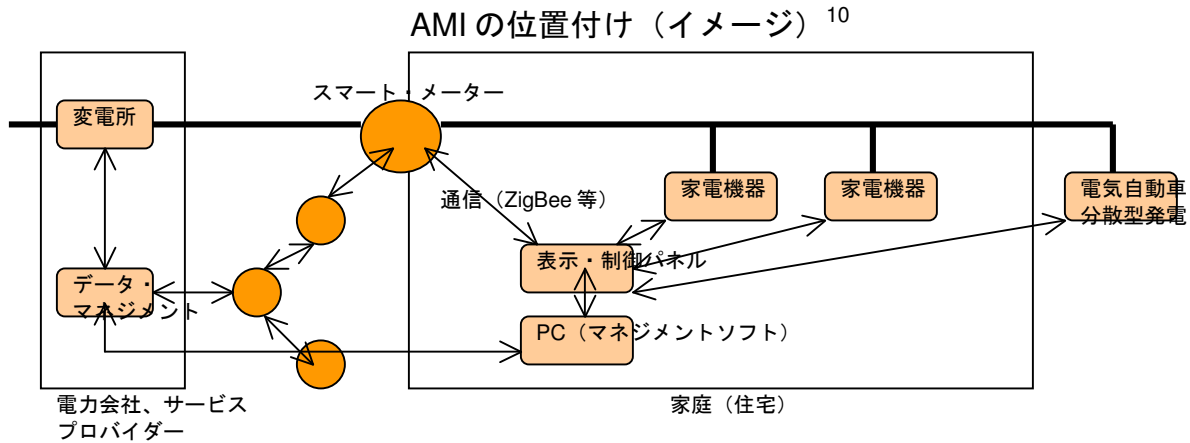 AMI の位置付け（イメージ）10
スマート・メーター
変電所
通信（ZigBee 等）
家電機器
家電機器
電気自動車
分散型発電
表示・制御パネル
データ・
マネジメント
PC（マネジメントソフト）
電力会社、サービス
プロバイダー
家庭（住宅）